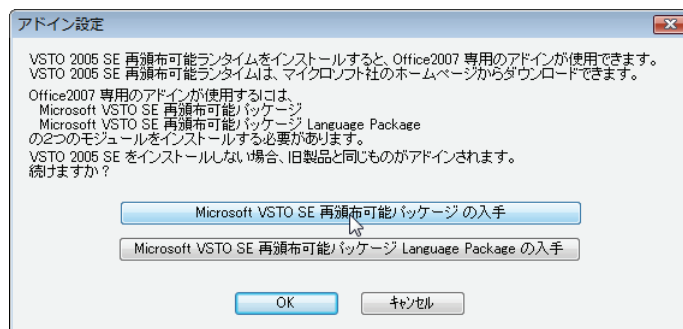 アドイン設定
VSTO 2005 SE 再頒布可能ランタイムをインストールすると、Office2007 専用のアドインが使用できます。
VSTO 2005 SE 再頒布可能ランタイムは、マイクロソフト社のホームページからダウンロードできます。
Office2007 専用のアドインが使用するには、
Microsoft VSTO SE 再頒布可能パッケージ
Microsoft VSTO SE 再頒布可能パッケージ Language Package
の2つのモジュールをインストールする必要があります。
VSTO 2005 SE をインストールしない場合、旧製品と同じものがアドインされます。
続けますか？
Microsoft VSTO SE 再頒布可能パッケージ の入手
Microsoft VSTO SE 再頒布可能パッケージ Language Package の入手
OK
キャンセル